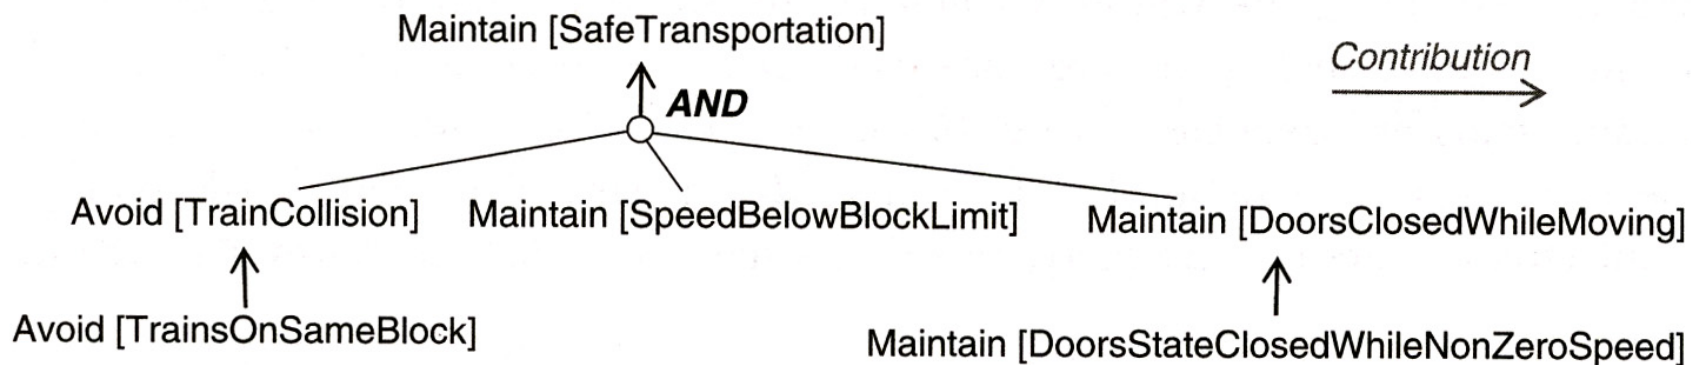 Maintain [SafeTransportation]
Contribution
AND
Avoid [TrainCollision]
Maintain [SpeedBelowBlockLimit]
Maintain [DoorsClosedWhileMoving]
Avoid [TrainsOnSameBlock]
Maintain [DoorsStateClosedWhileNonZeroSpeed]